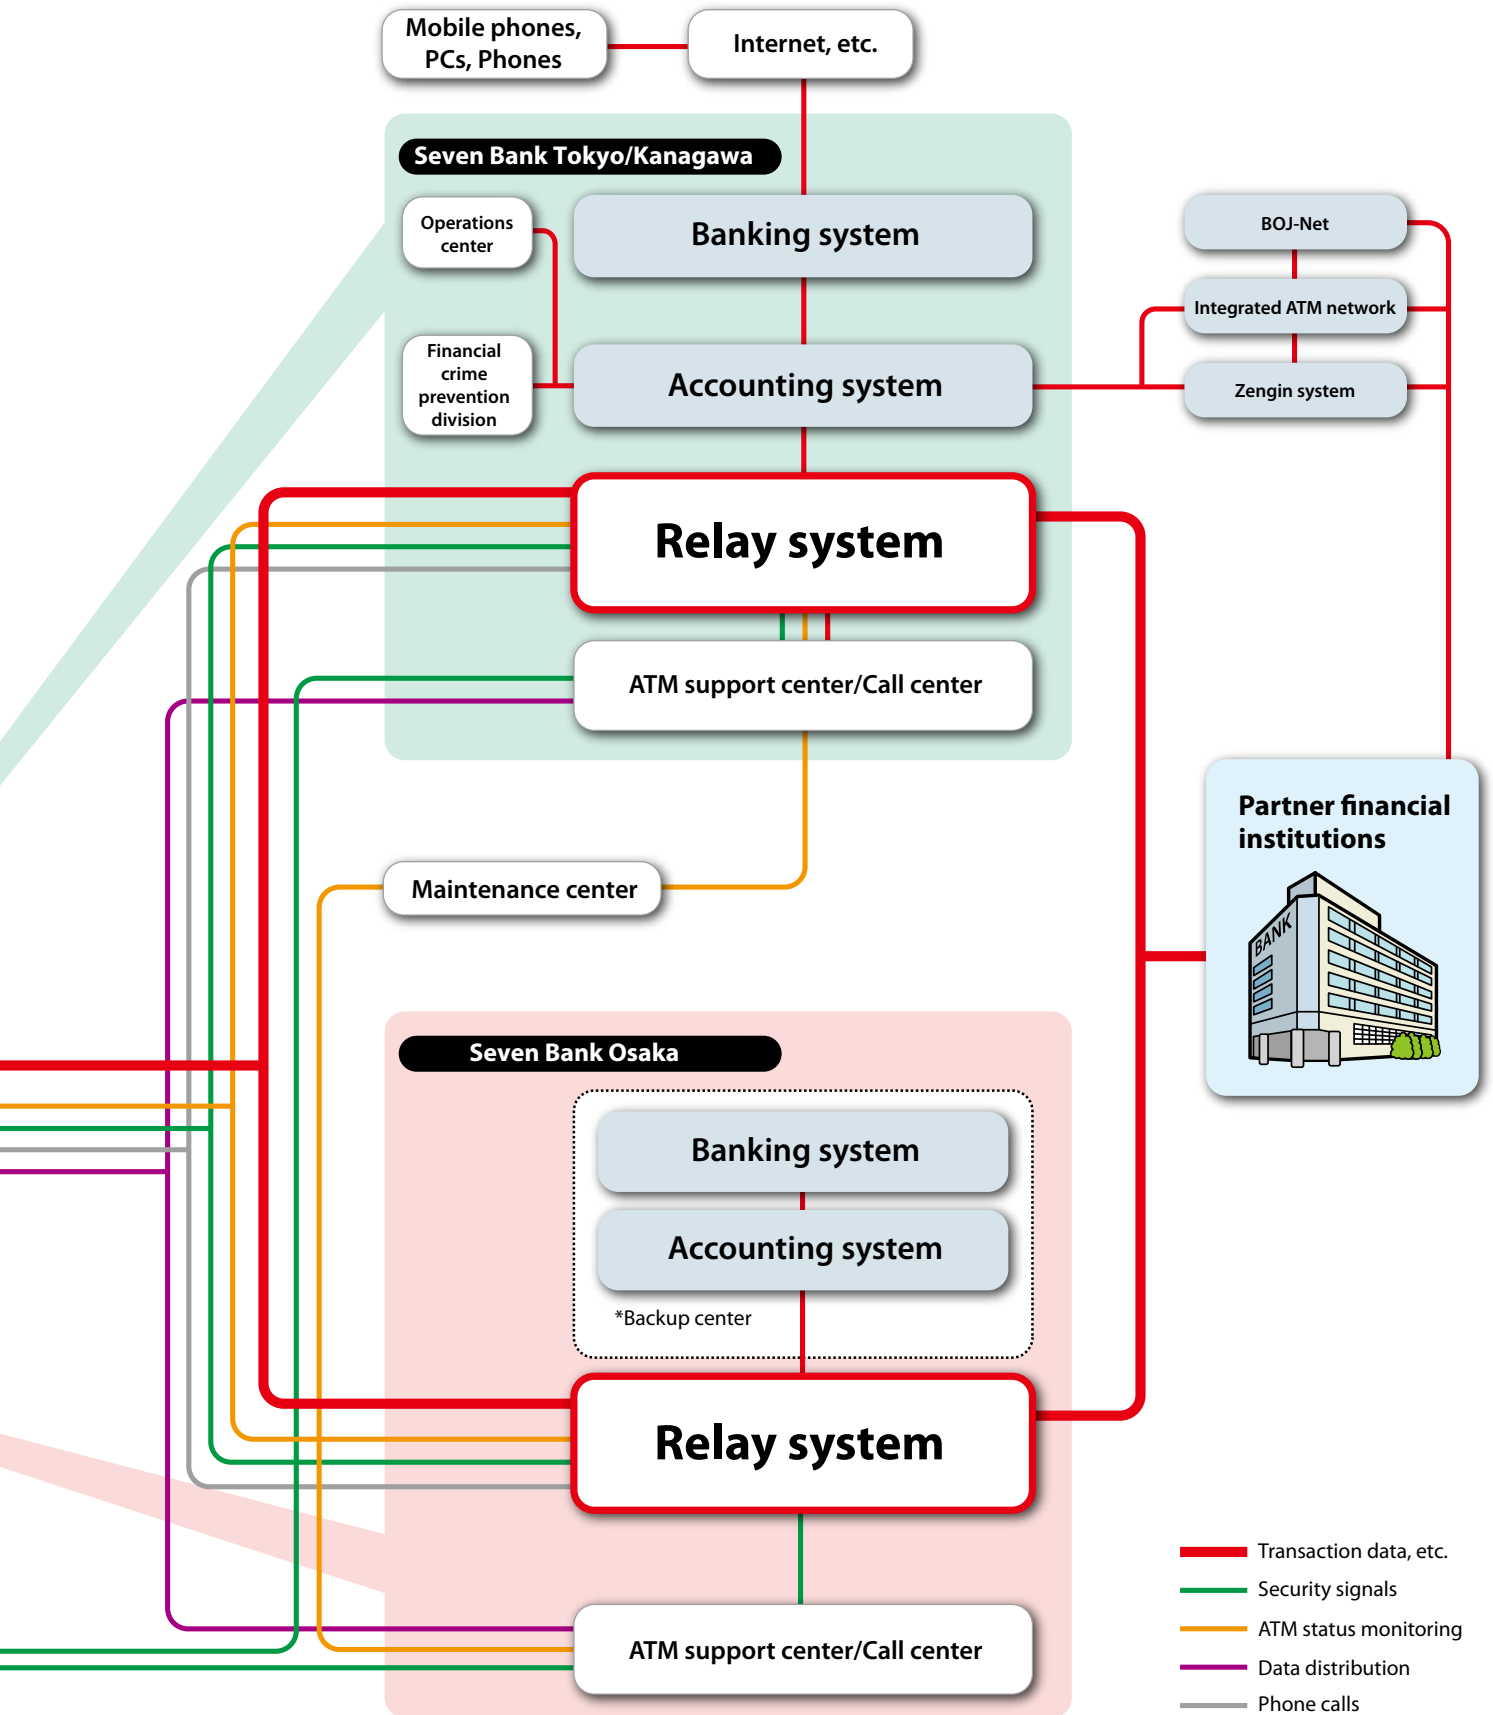 Mobile phones,
PCs, Phones
Internet, etc.
Seven Bank Tokyo/Kanagawa
Operations
center
Banking system
BOJ-Net
Integrated ATM network
Financial
crime
prevention
division
Accounting system
Zengin system
Relay system
ATM support center/Call center
Partner financial
institutions
BANK
Maintenance center
Seven Bank Osaka
Banking system
Accounting system
*Backup center
Relay system
ATM support center/Call center
Transaction data, etc.
Security signals
ATM status monitoring
Data distribution
Phone calls